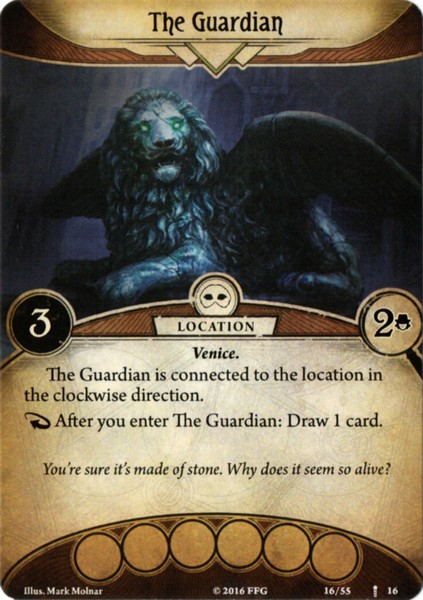 The Guardian
3
2
LOCATION
Venice.
The Guardian is connected to the location in
the clockwise direction.
After you enter The Guardian: Draw 1 card.
You're sure it's made of stone. Why does it seem so alive?
Illus. Mark Molnar © 2016 FFG 16/55 16